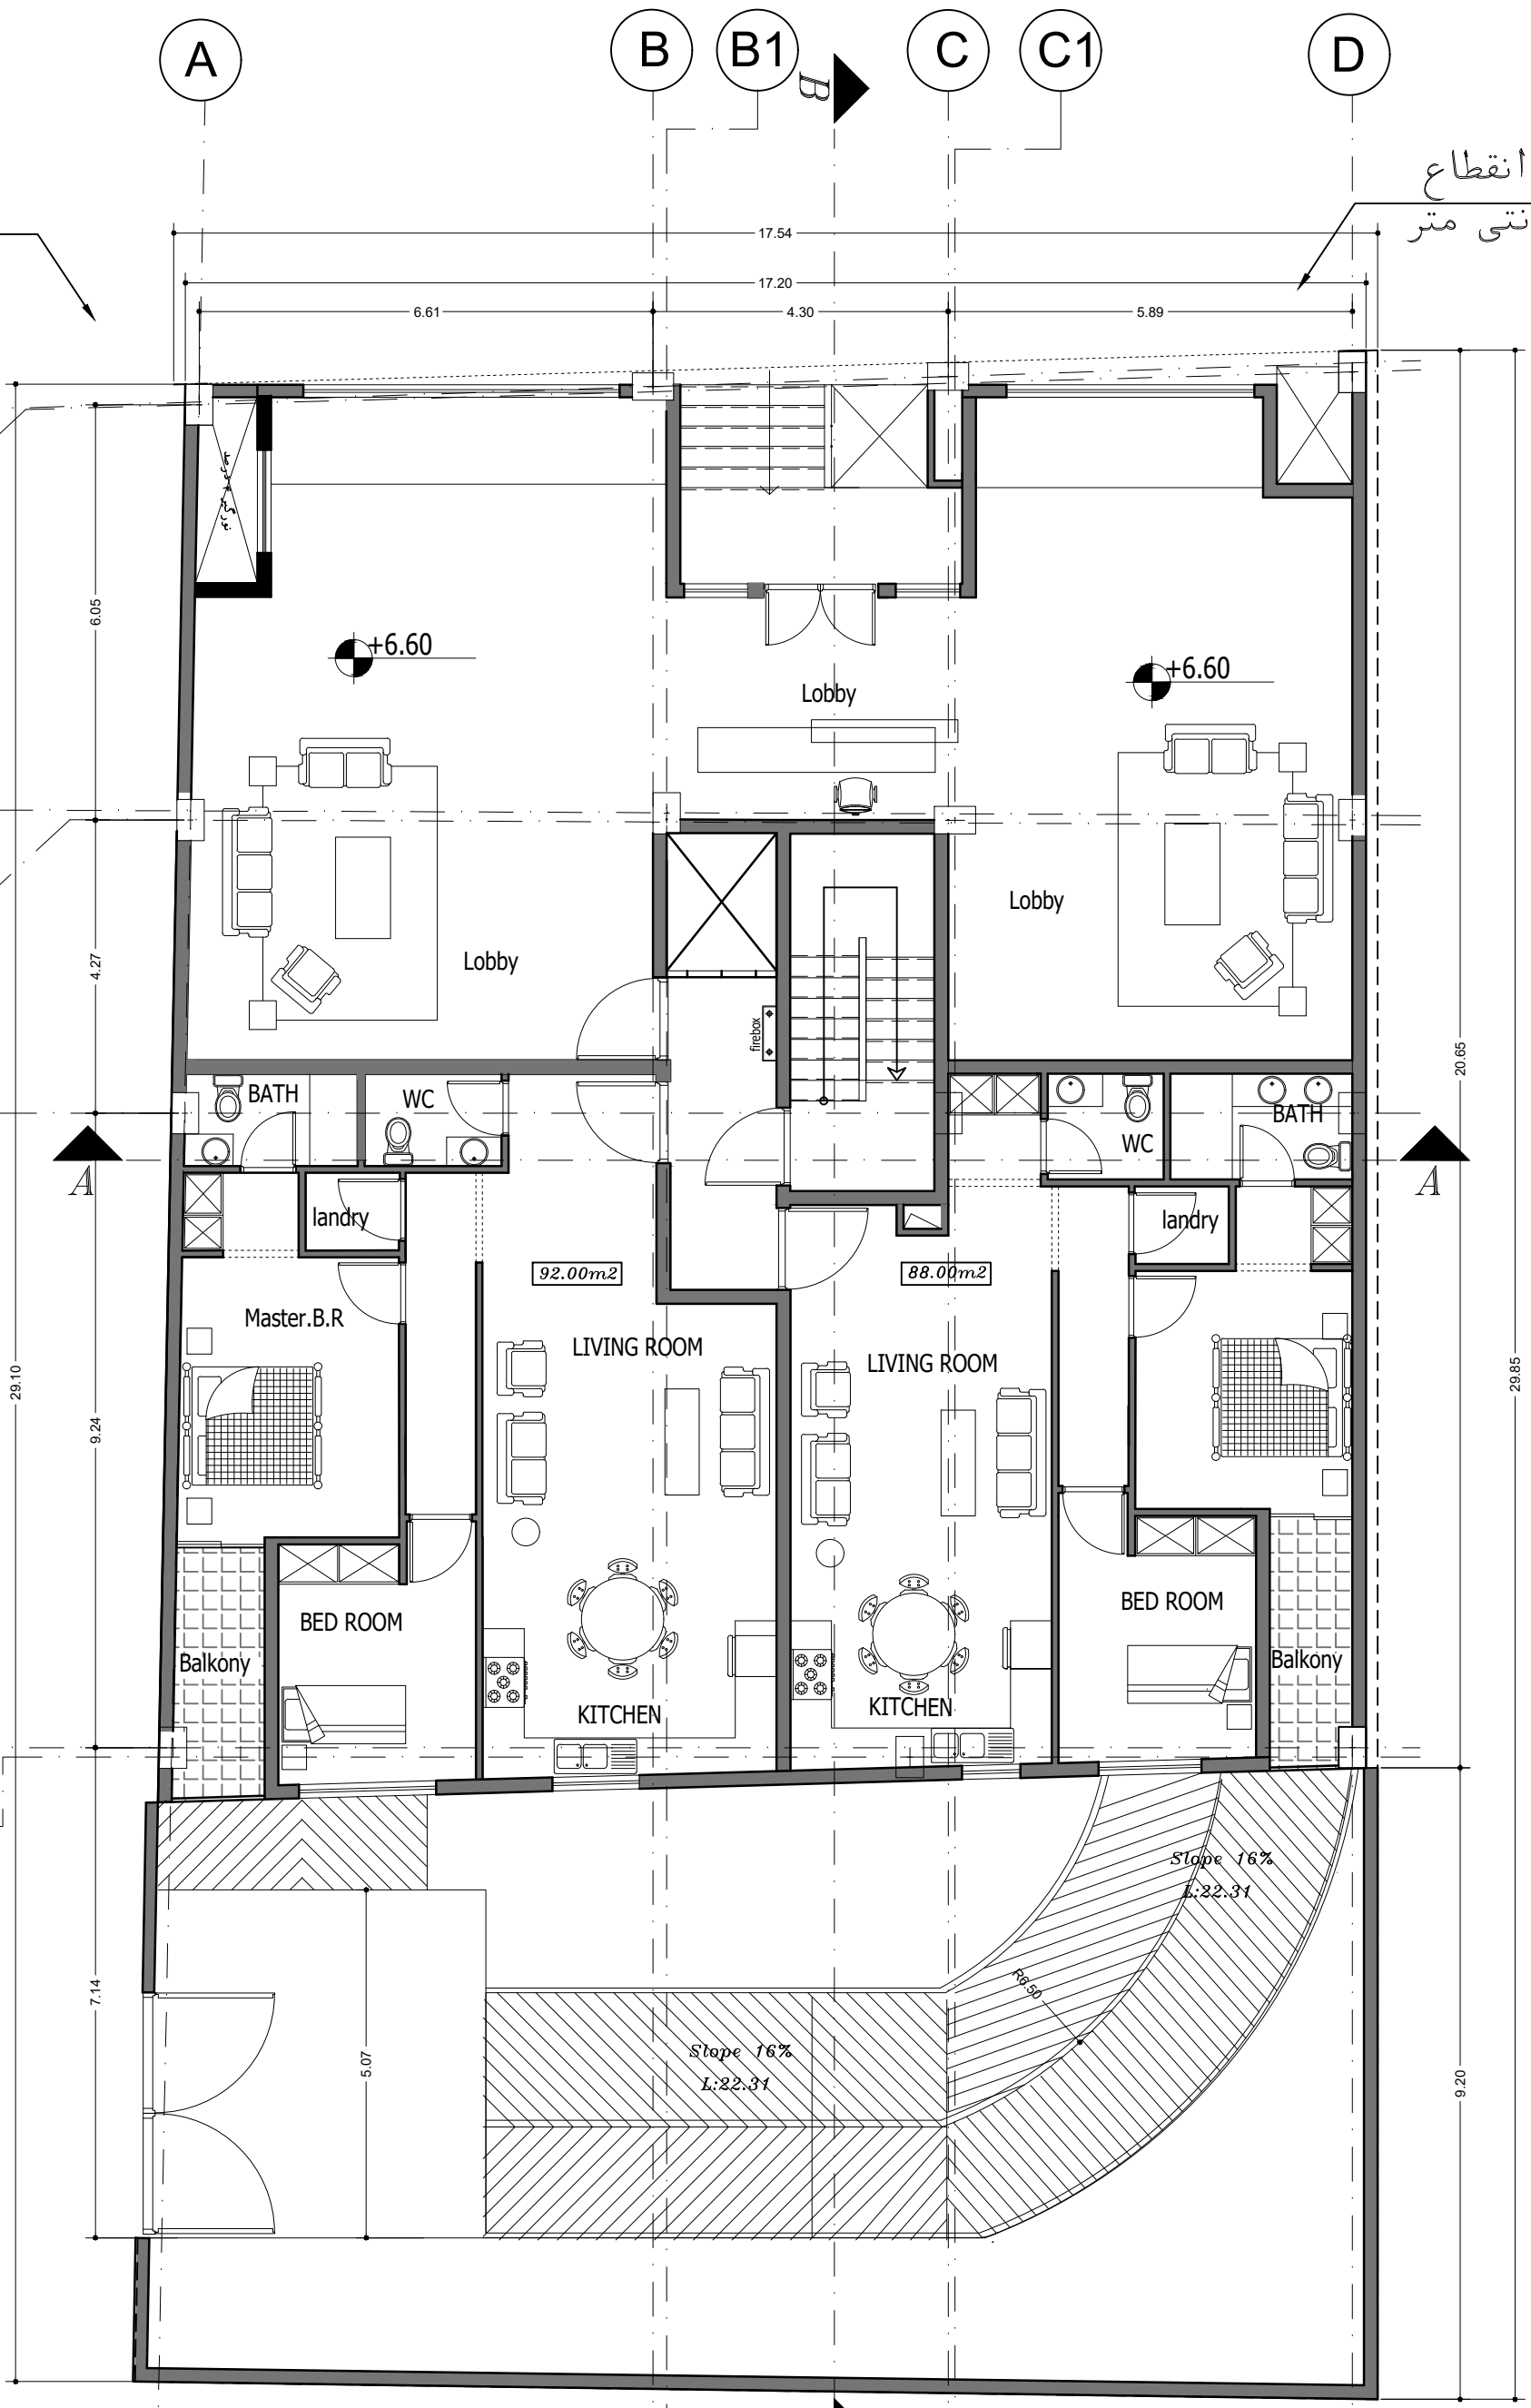 A
B
B1
C
C1
D
B
انقطاع
نتی متر
17.54
17.20
6.61
4.30
5.89
نورگیر ۳ درصد
6.05
+6.60
+6.60
Lobby
Lobby
Lobby
4.27
firebox
20.65
BATH
WC
WC
BATH
A
A
landry
landry
92.00m2
88.00m2
Master.B.R
LIVING ROOM
LIVING ROOM
29.10
29.85
9.24
BED ROOM
BED ROOM
Balkony
Balkony
KITCHEN
KITCHEN
Slope 16%
L:22.31
R6.50
7.14
5.07
Slope 16%
L:22.31
9.20